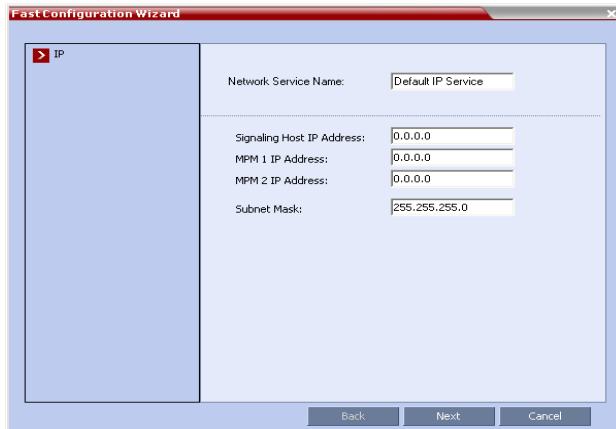 Fast Configuration Wizard
IP
Network Service Name: Default IP Service
Signaling Host IP Address: 0.0.0.0
MPM 1 IP Address: 0.0.0.0
MPM 2 IP Address: 0.0.0.0
Subnet Mask: 255.255.255.0
Back Next Cancel